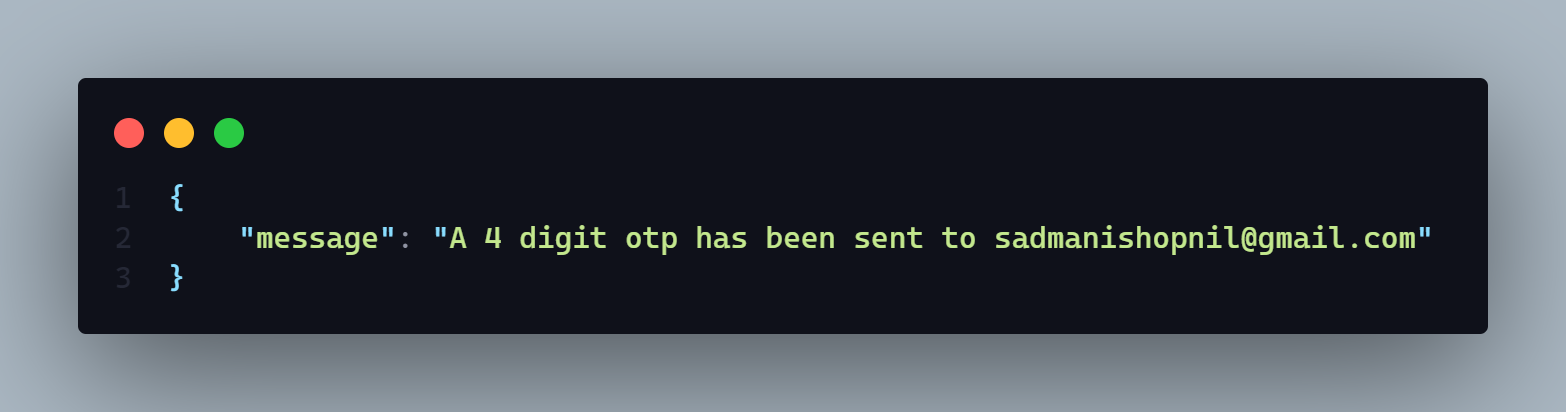 1 {
2     "message": "A 4 digit otp has been sent to sadmanishopnil@gmail.com"
3 }